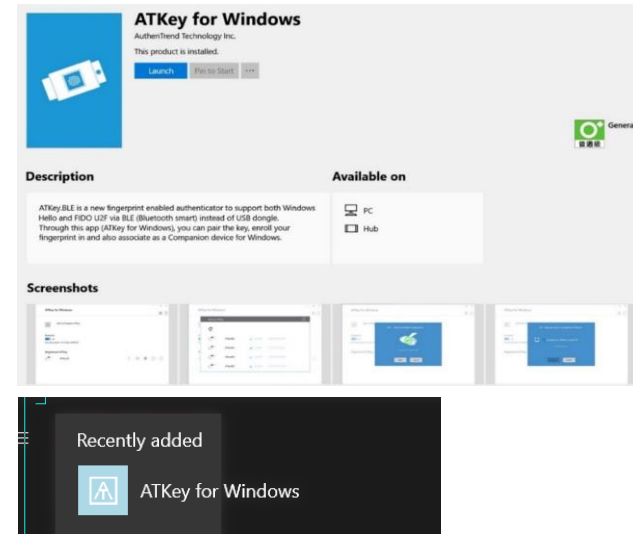 ATKey for Windows
AuthenTrend Technology Inc.
This product is installed.
Launch
Pin to Start
...
Genera
普遍級
Description
Available on
ATKey.BLE is a new fingerprint enabled authenticator to support both Windows
Hello and FIDO U2F via BLE (Bluetooth smart) instead of USB dongle.
Through this app (ATKey for Windows), you can pair the key, enroll your
fingerprint in and also associate as a Companion device for Windows.
PC
Hub
Screenshots
Recently added
ATKey for Windows